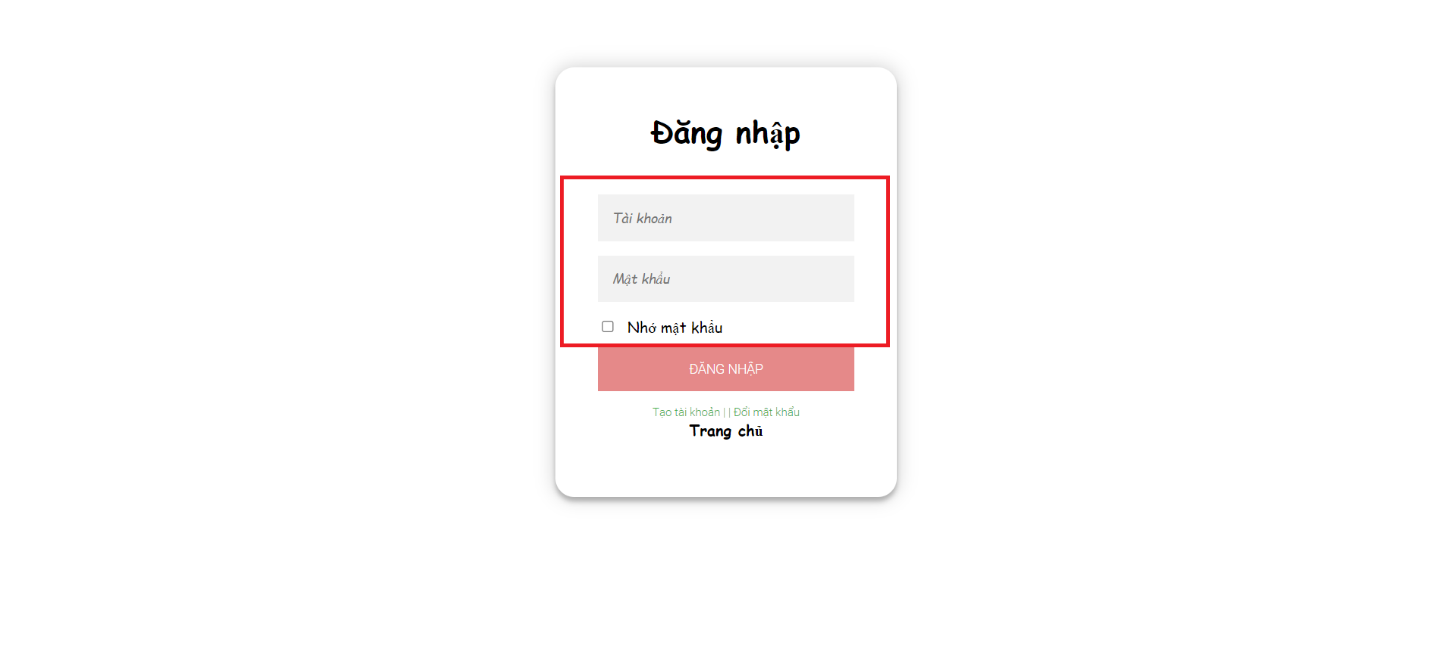 Đăng nhập
Tài khoản
Mật khẩu
Nhớ mật khẩu
ĐĂNG NHẬP
Tạo tài khoản | | Đổi mật khẩu
Trang chủ